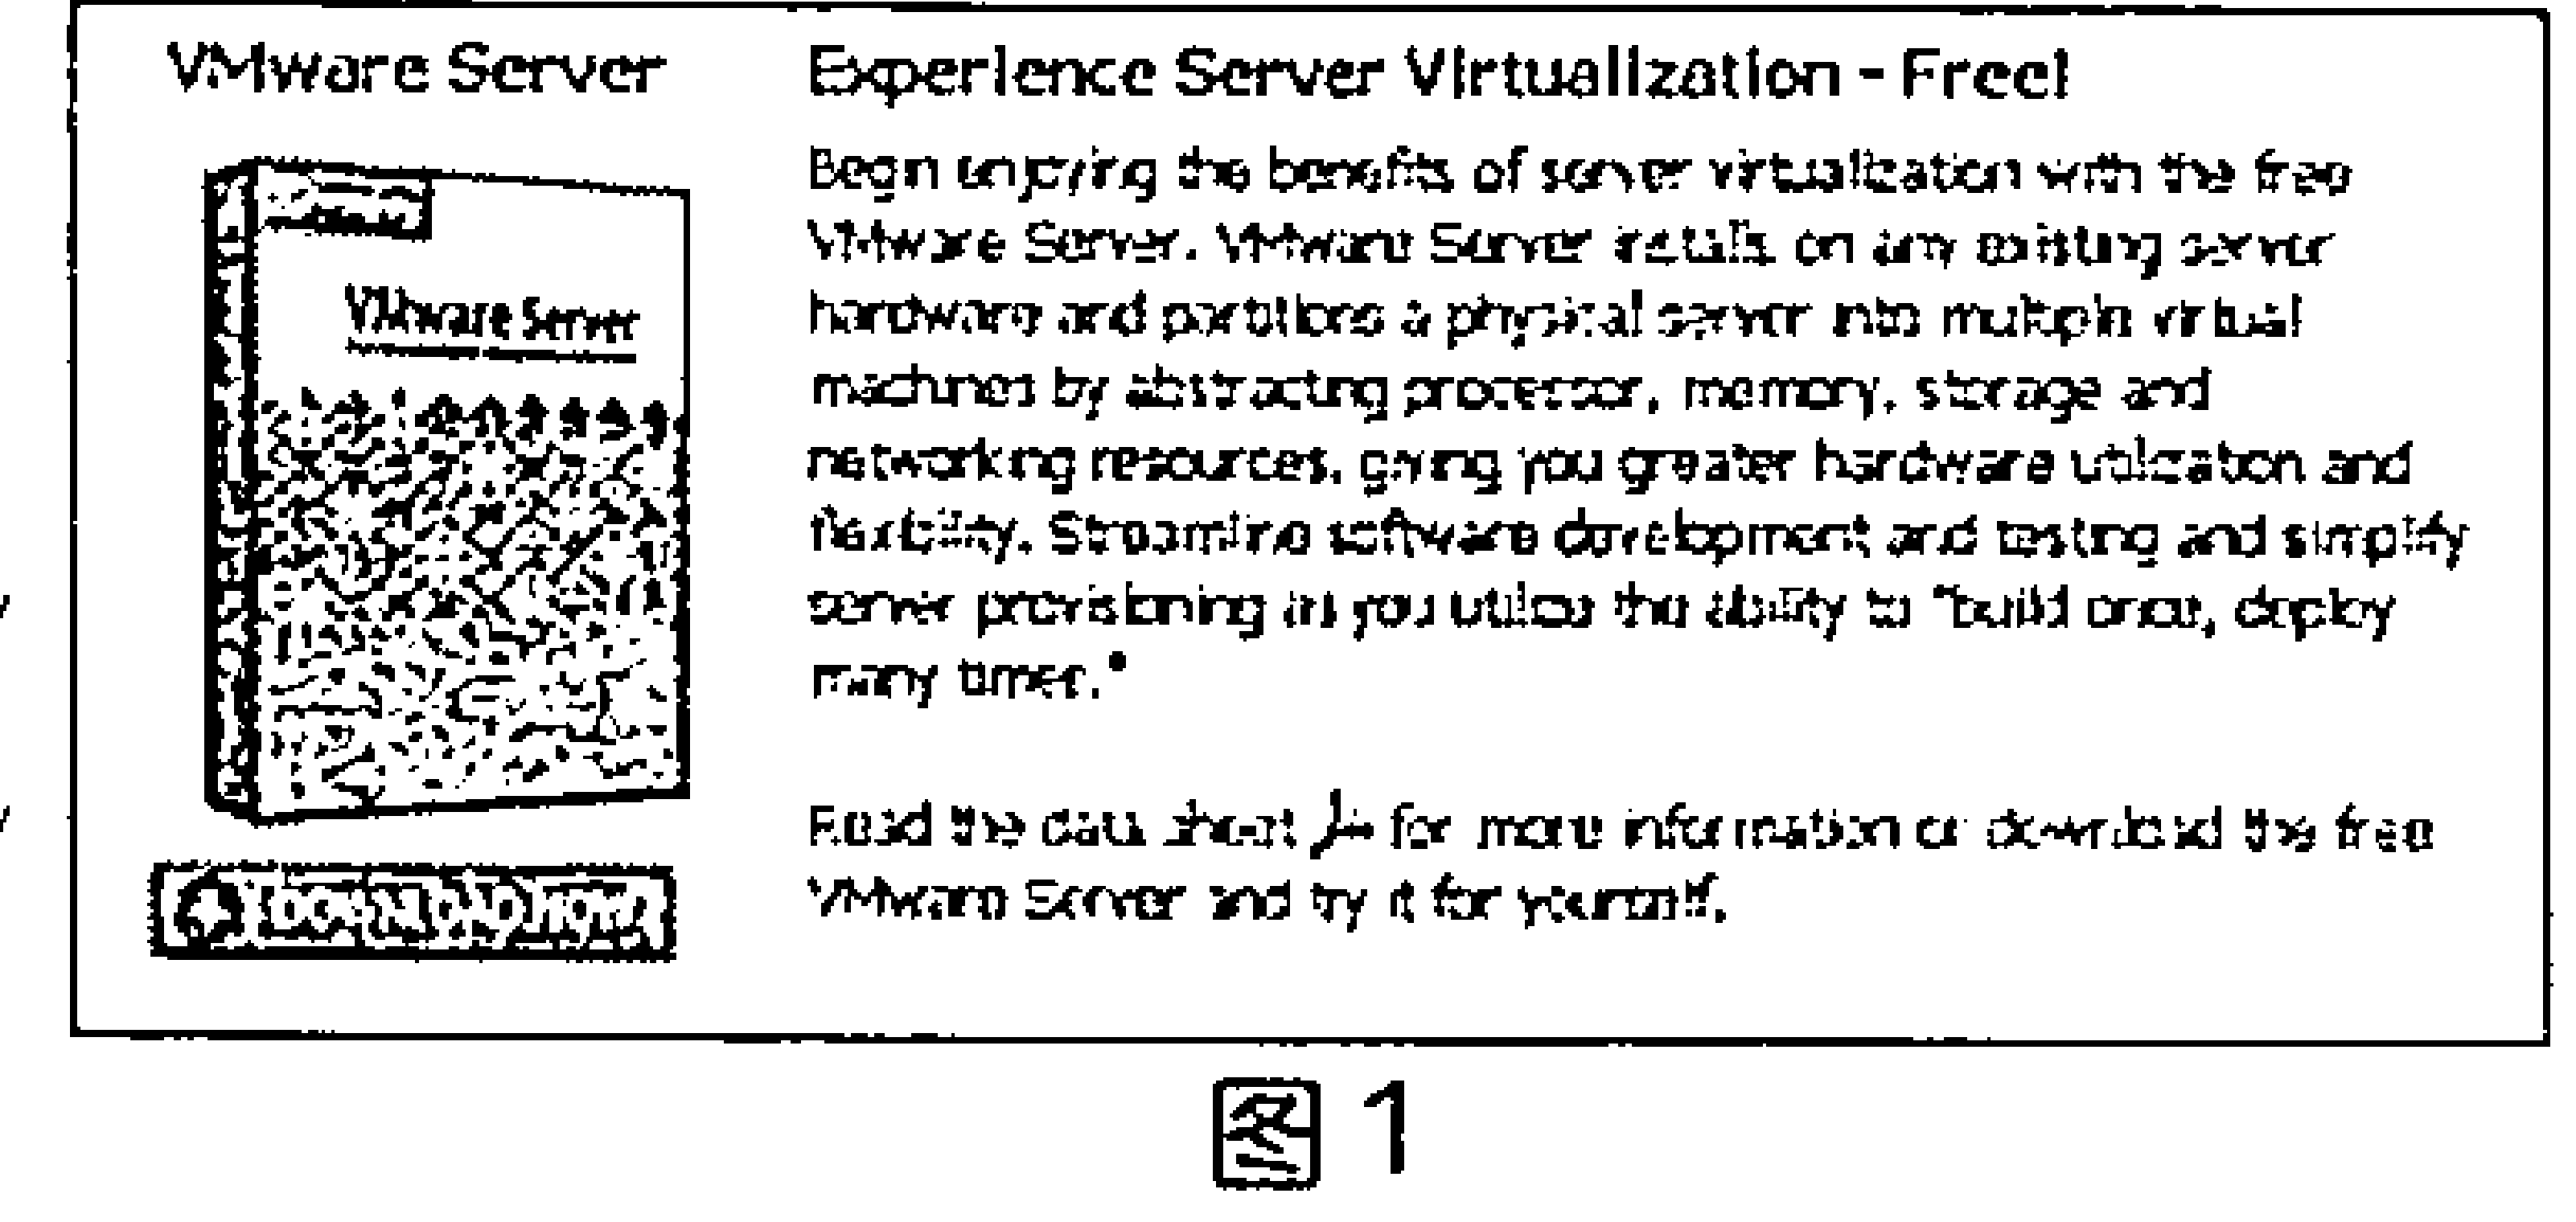 VMware Server
VMware Server
DOWNLOAD NOW
Experience Server Virtualization - Free!
Begin enjoying the benefits of server virtualization with the free
VMware Server. VMware Server installs on any existing server
hardware and partitions a physical server into multiple virtual
machines by abstracting processor, memory, storage and
networking resources, giving you greater hardware utilization and
flexibility. Streamline software development and testing and simplify
server provisioning as you utilize the ability to "build once, deploy
many times."
Read the data sheet for more information or download the free
VMware Server and try it for yourself.
图 1